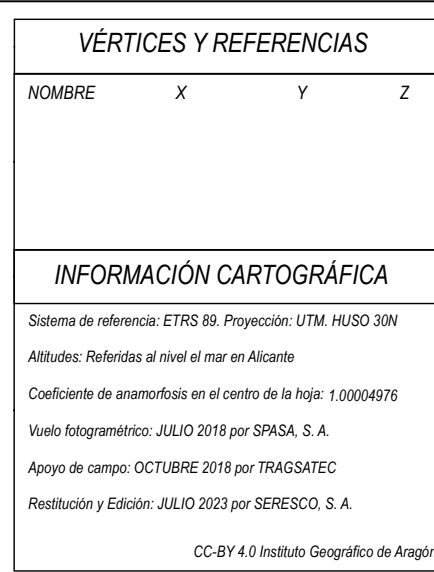 VÉRTICES Y REFERENCIAS
NOMBRE X Y Z
INFORMACIÓN CARTOGRÁFICA
Sistema de referencia: ETRS 89. Proyección: UTM. HUSO 30N
Altitudes: Referidas al nivel el mar en Alicante
Coeficiente de anamorfosis en el centro de la hoja: 1.00004976
Vuelo fotogramétrico: JULIO 2018 por SPASA, S. A.
Apoyo de campo: OCTUBRE 2018 por TRAGSATEC
Restitución y Edición: JULIO 2023 por SERESCO, S. A.
CC-BY 4.0 Instituto Geográfico de Aragón